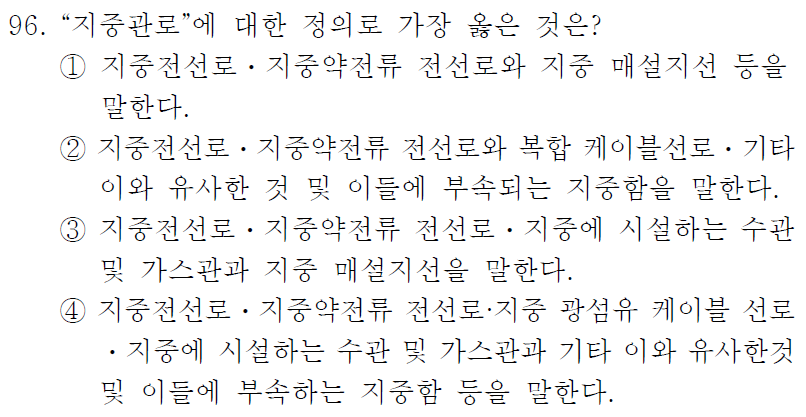 96. “지중관로”에 대한 정의로 가장 옳은 것은?
① 지중전선로·지중약전류 전선로와 지중 매설지선 등을
말한다.
② 지중전선로·지중약전류 전선로와 복합 케이블선로·기타
이와 유사한 것 및 이들에 부속되는 지중함을 말한다.
③ 지중전선로·지중약전류 전선로·지중에 시설하는 수관
및 가스관과 지중 매설지선을 말한다.
④ 지중전선로·지중약전류 전선로·지중 광섬유 케이블 선로
·지중에 시설하는 수관 및 가스관과 기타 이와 유사한것
및 이들에 부속하는 지중함 등을 말한다.